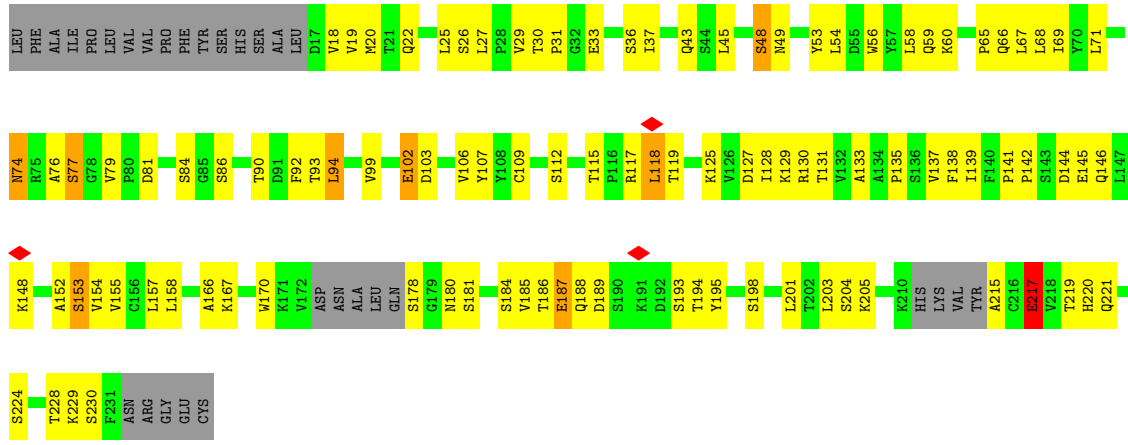 LEU PHE ALA ILE PRO LEU VAL VAL PRO PHE TYR SER HIS SER ALA LEU D17 V18 V19 M20 T21 Q22 L25 S26 L27 P28 V29 T30 P31 G32 E33 S36 I37 Q43 S44 L45 S48 N49 Y53 L54 D55 W56 Y57 L58 Q59 K60 P65 Q66 L67 L68 I69 Y70 L71
N74 R75 A76 S77 G78 V79 P80 D81 S84 G85 S86 T90 D91 F92 T93 L94 V99 E102 D103 V106 Y107 Y108 C109 S112 T115 P116 R117 L118 T119 K125 V126 D127 I128 K129 R130 T131 V132 A133 A134 P135 S136 V137 F138 I139 F140 P141 P142 S143 D144 E145 Q146 L147
K148 A152 S153 V154 V155 C156 L157 L158 A166 K167 W170 K171 V172 ASP ASN ALA LEU GLN S178 G179 N180 S181 S184 V185 T186 E187 Q188 D189 S190 K191 D192 S193 T194 Y195 S198 L201 T202 L203 S204 K205 K210 HIS LYS VAL TYR A215 C216 E217 V218 T219 H220 Q221
S224 T228 K229 S230 F231 ASN ARG GLY GLU CYS